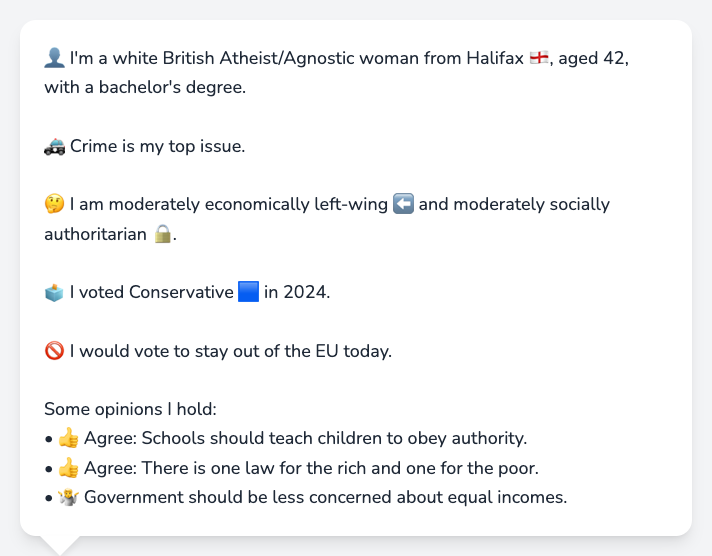 👤 I'm a white British Atheist/Agnostic woman from Halifax 🏴󠁧󠁢󠁥󠁮󠁧󠁿, aged 42,
with a bachelor's degree.
🚓 Crime is my top issue.
🤔 I am moderately economically left-wing ⬅️ and moderately socially
authoritarian 🔒.
🗳️ I voted Conservative 🟦 in 2024.
🚫 I would vote to stay out of the EU today.
Some opinions I hold:
• 👍 Agree: Schools should teach children to obey authority.
• 👍 Agree: There is one law for the rich and one for the poor.
• 🤷 Government should be less concerned about equal incomes.